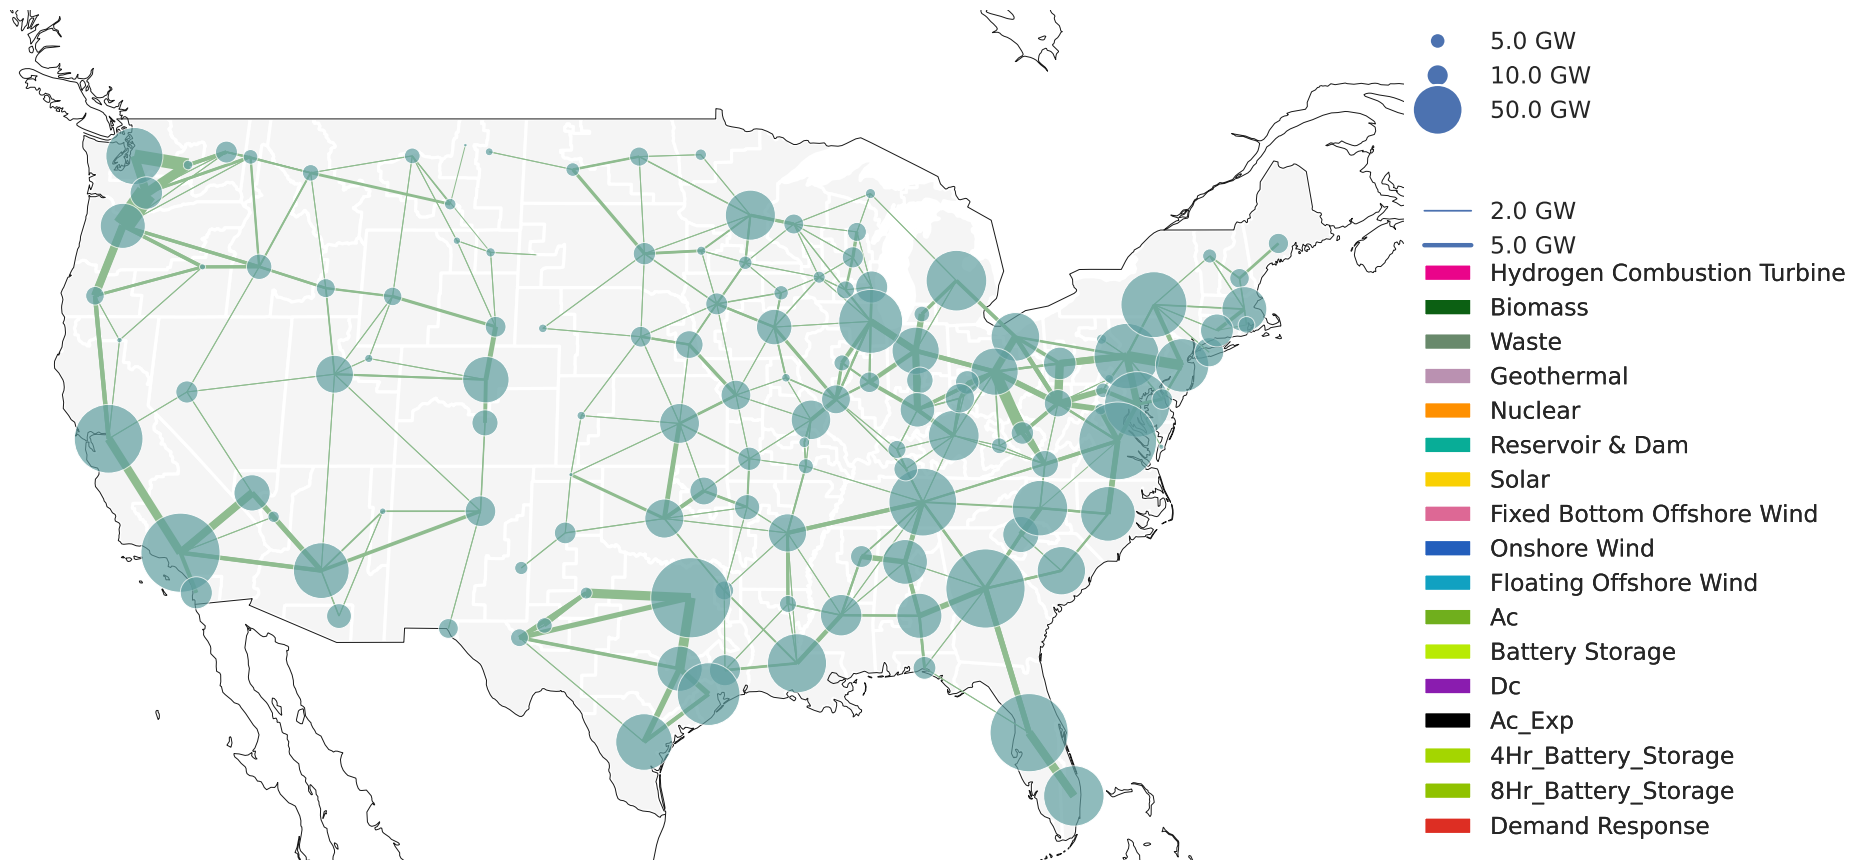 5.0 GW
10.0 GW
50.0 GW
2.0 GW
5.0 GW
Hydrogen Combustion Turbine
Biomass
Waste
Geothermal
Nuclear
Reservoir & Dam
Solar
Fixed Bottom Offshore Wind
Onshore Wind
Floating Offshore Wind
Ac
Battery Storage
Dc
Ac_Exp
4Hr_Battery_Storage
8Hr_Battery_Storage
Demand Response